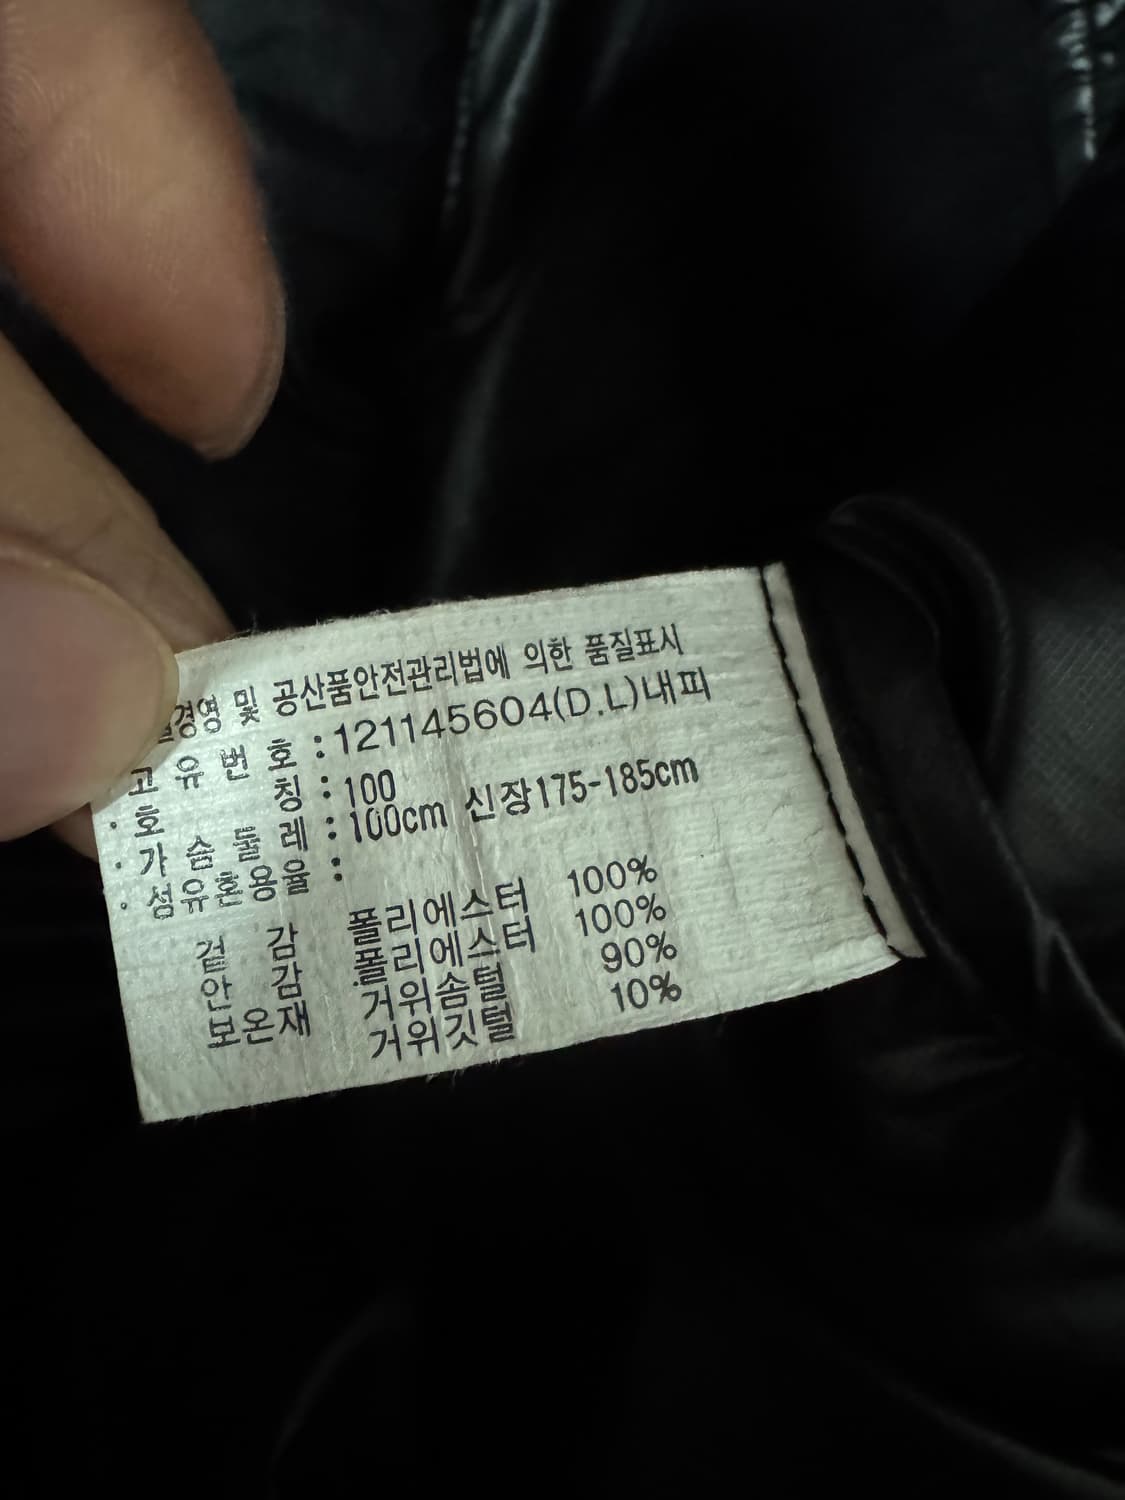 경영 및 공산품안전관리법에 의한 품질표시
고 유 번 호 : 121145604(D.L)내피
· 호 칭 : 100
· 가 슴 둘 레 : 100cm 신장175-185cm
· 섬유혼용율 :
겉 감 폴리에스터 100%
안 감 폴리에스터 100%
보온재 거위솜털 90%
거위깃털 10%